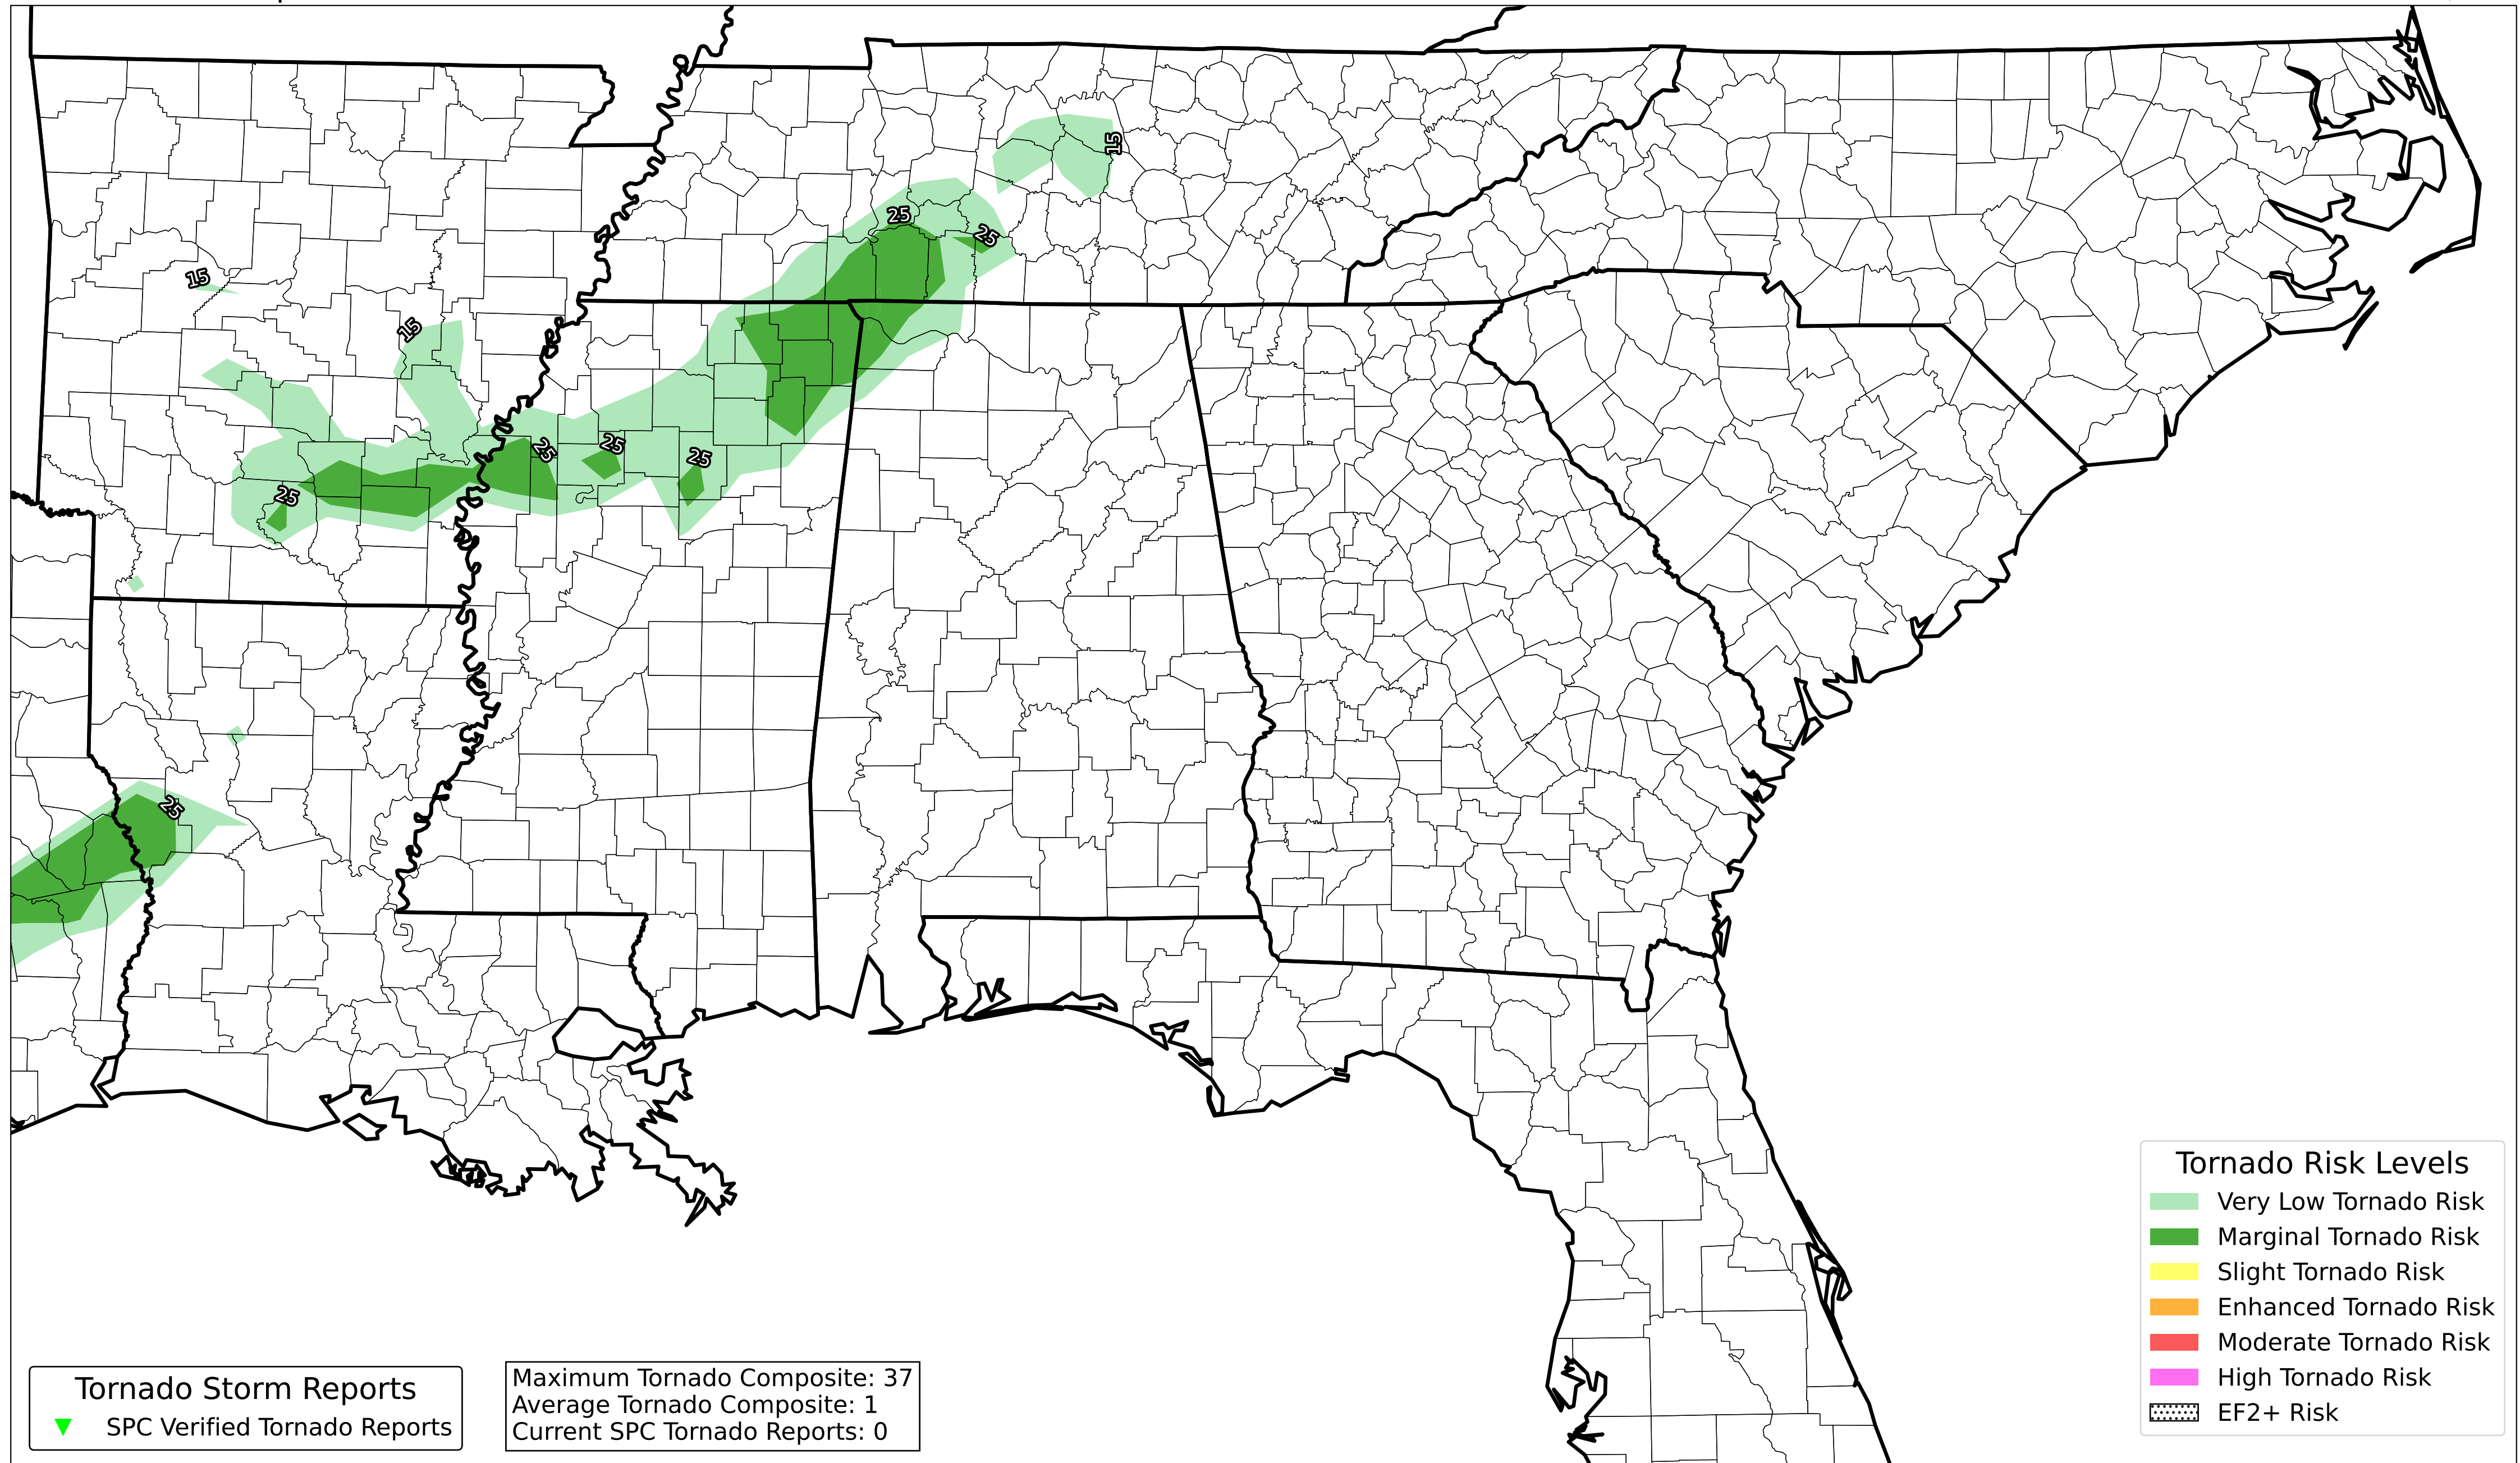 15
25
25
15
15
25
25
25
25
25
Tornado Risk Levels
Very Low Tornado Risk
Marginal Tornado Risk
Slight Tornado Risk
Enhanced Tornado Risk
Moderate Tornado Risk
High Tornado Risk
EF2+ Risk
Tornado Storm Reports
SPC Verified Tornado Reports
Maximum Tornado Composite: 37
Average Tornado Composite: 1
Current SPC Tornado Reports: 0